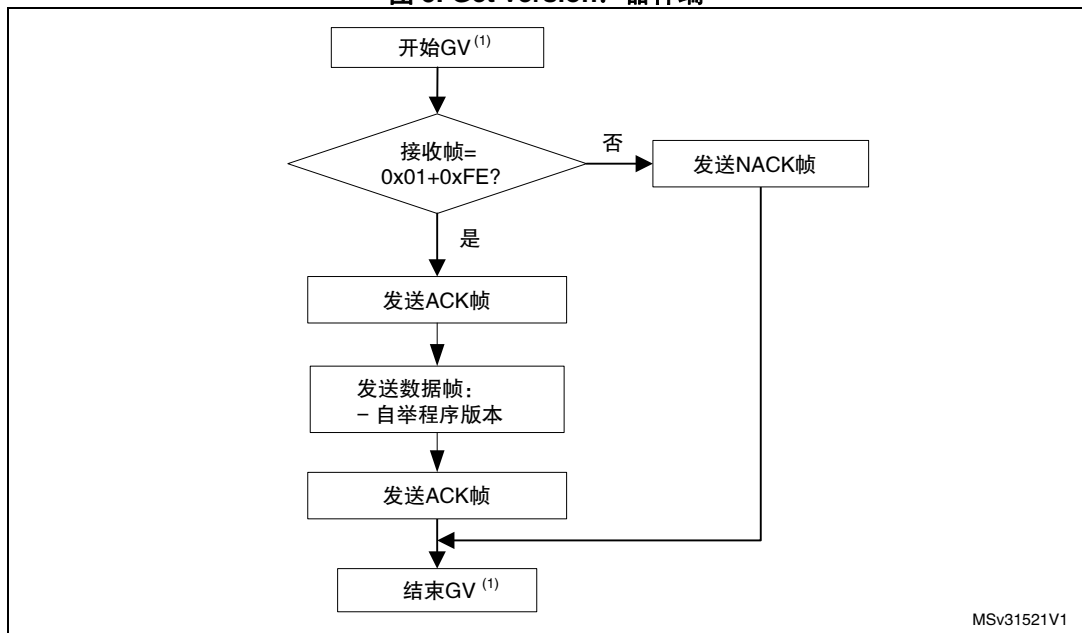 开始GV (1)
接收帧=
0x01+0xFE?
否
发送NACK帧
是
发送ACK帧
发送数据帧：
– 自举程序版本
发送ACK帧
结束GV (1)
MSv31521V1